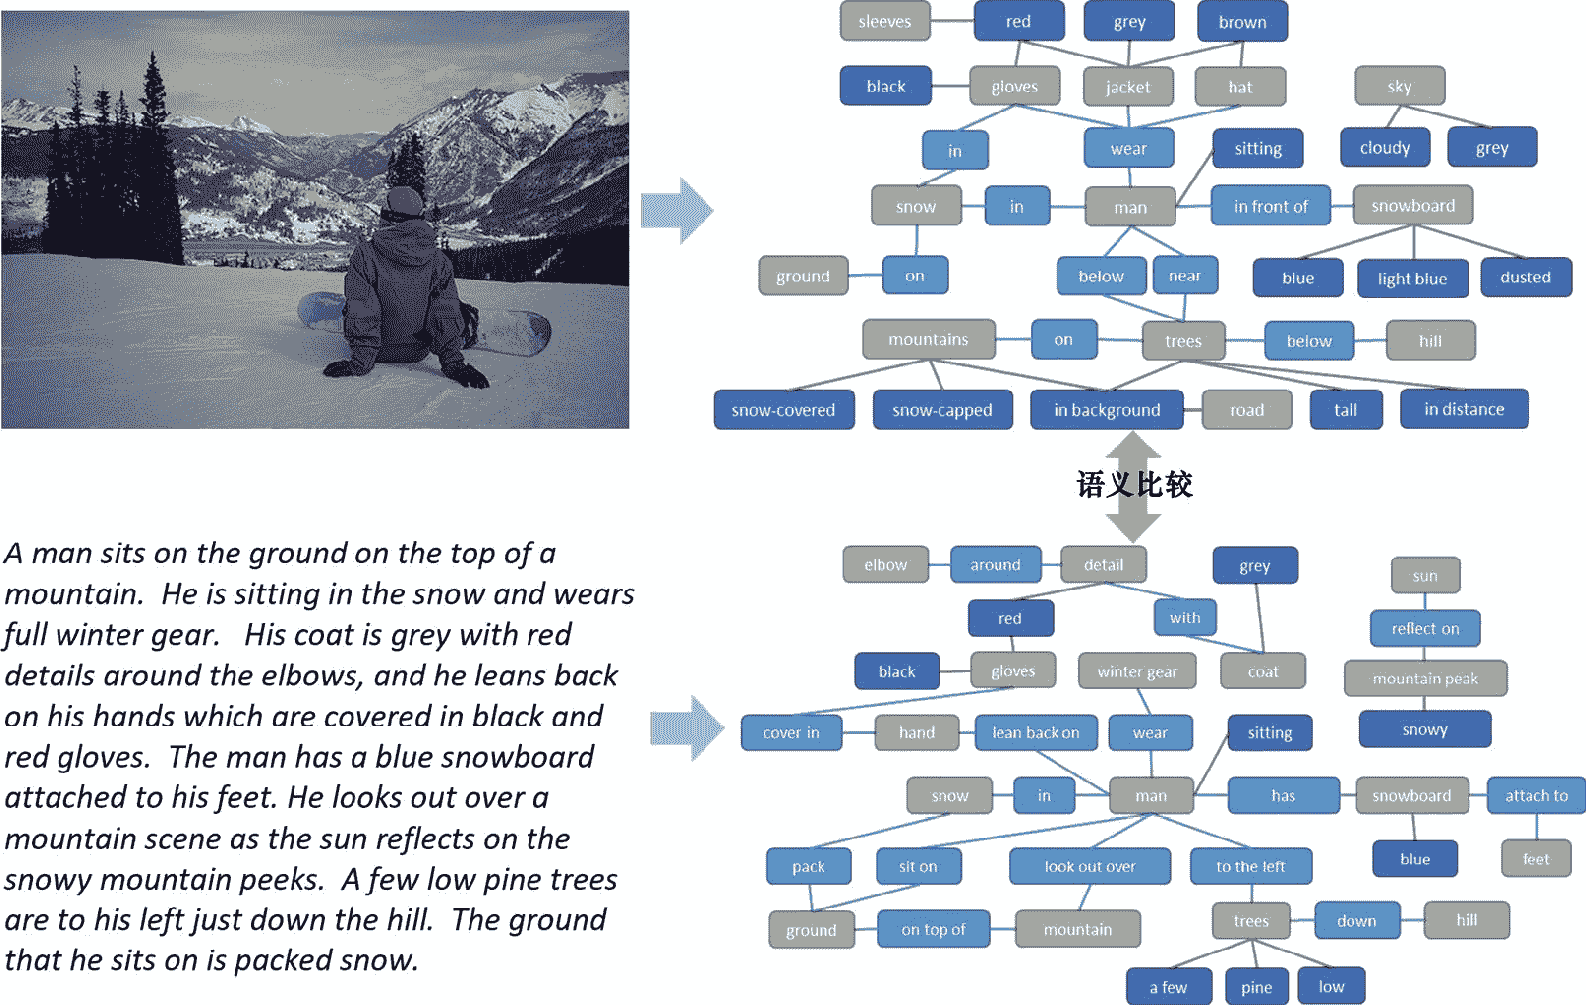 sleeves red grey brown
black gloves jacket hat sky
in wear sitting cloudy grey
snow in man in front of snowboard
ground on below near blue light blue dusted
mountains on trees below hill
snow-covered snow-capped in background road tall in distance
语义比较
A man sits on the ground on the top of a
mountain. He is sitting in the snow and wears
full winter gear. His coat is grey with red
details around the elbows, and he leans back
on his hands which are covered in black and
red gloves. The man has a blue snowboard
attached to his feet. He looks out over a
mountain scene as the sun reflects on the
snowy mountain peeks. A few low pine trees
are to his left just down the hill. The ground
that he sits on is packed snow.
elbow around detail grey sun
red with reflect on
black gloves winter gear coat mountain peak
cover in hand lean back on wear sitting snowy
snow in man has snowboard attach to
pack sit on look out over to the left blue feet
ground on top of mountain trees down hill
a few pine low